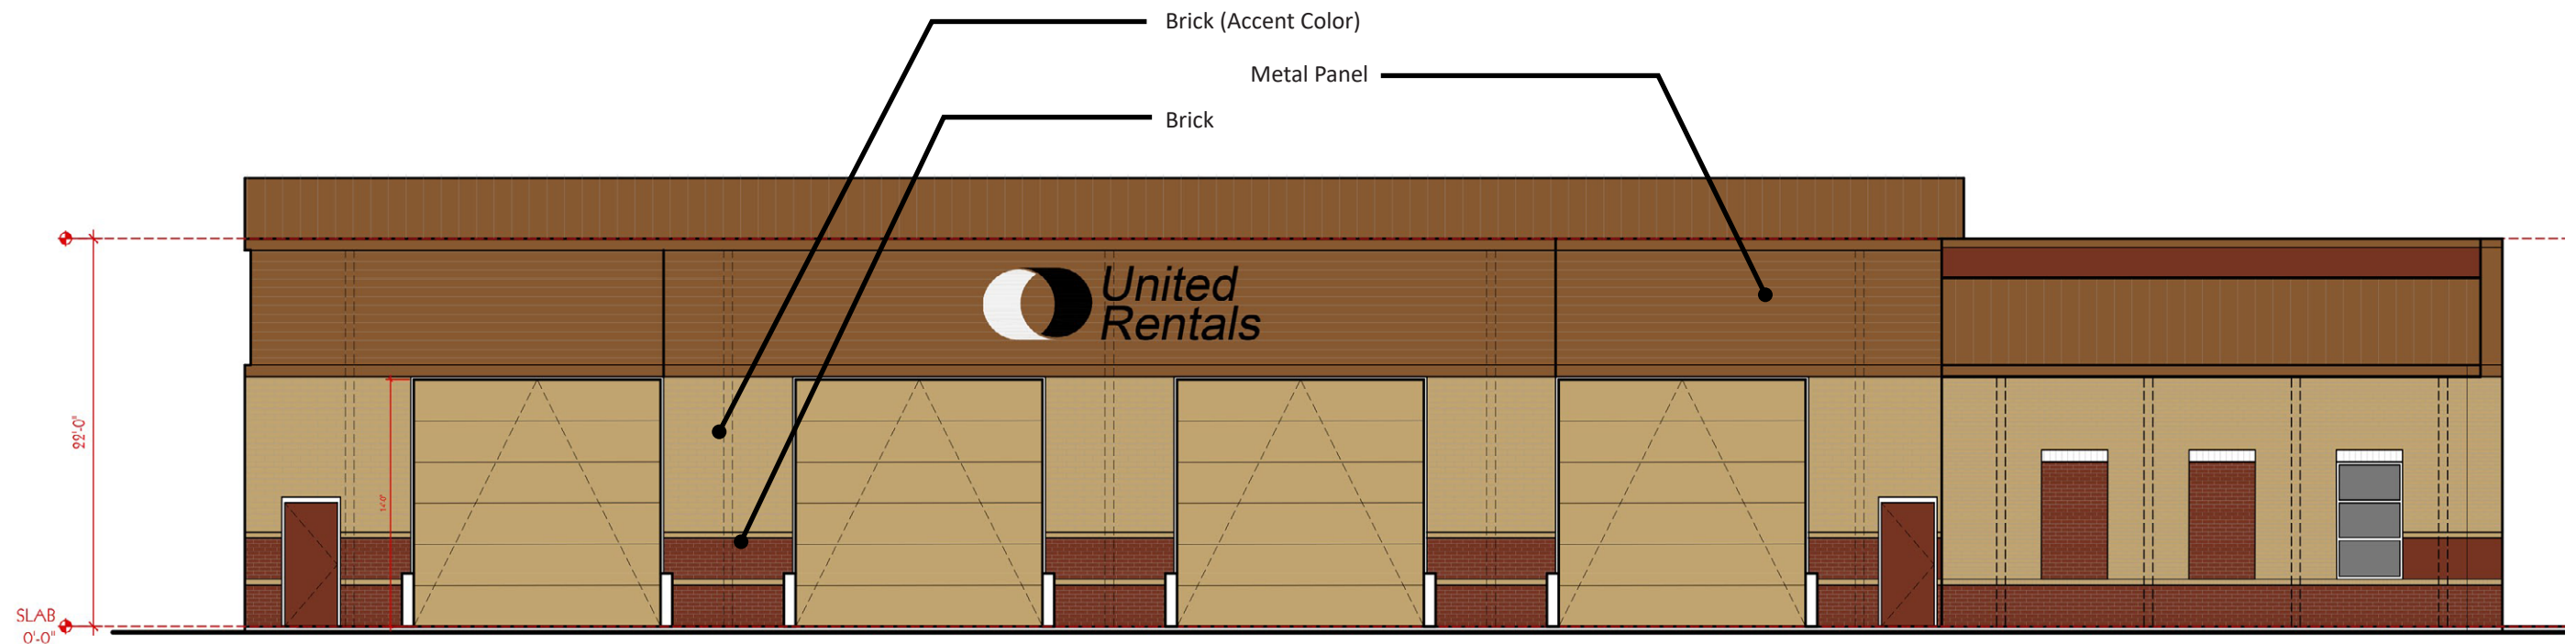 Brick (Accent Color)
Metal Panel
Brick
United
Rentals
22'-0"
14'-0"
SLAB
0'-0"